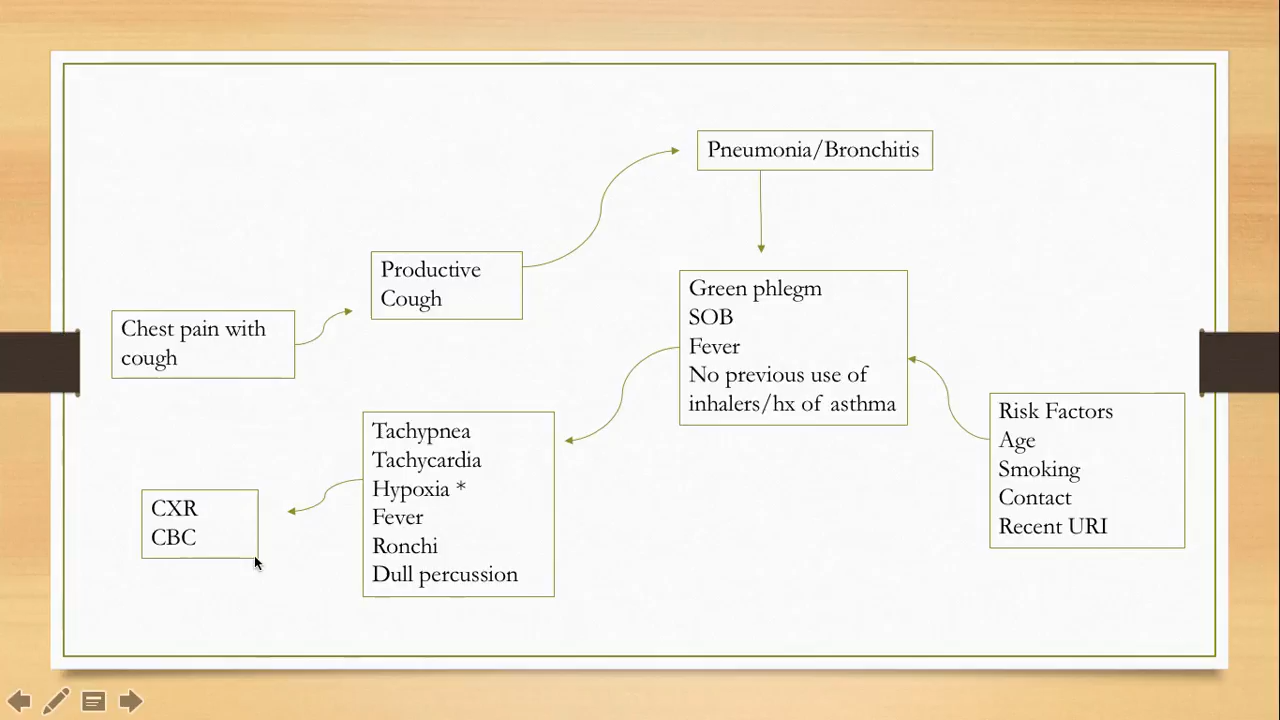 Pneumonia/Bronchitis
Productive
Cough
Chest pain with
cough
Green phlegm
SOB
Fever
No previous use of
inhalers/hx of asthma
Risk Factors
Age
Smoking
Contact
Recent URI
Tachypnea
Tachycardia
Hypoxia *
Fever
Ronchi
Dull percussion
CXR
CBC